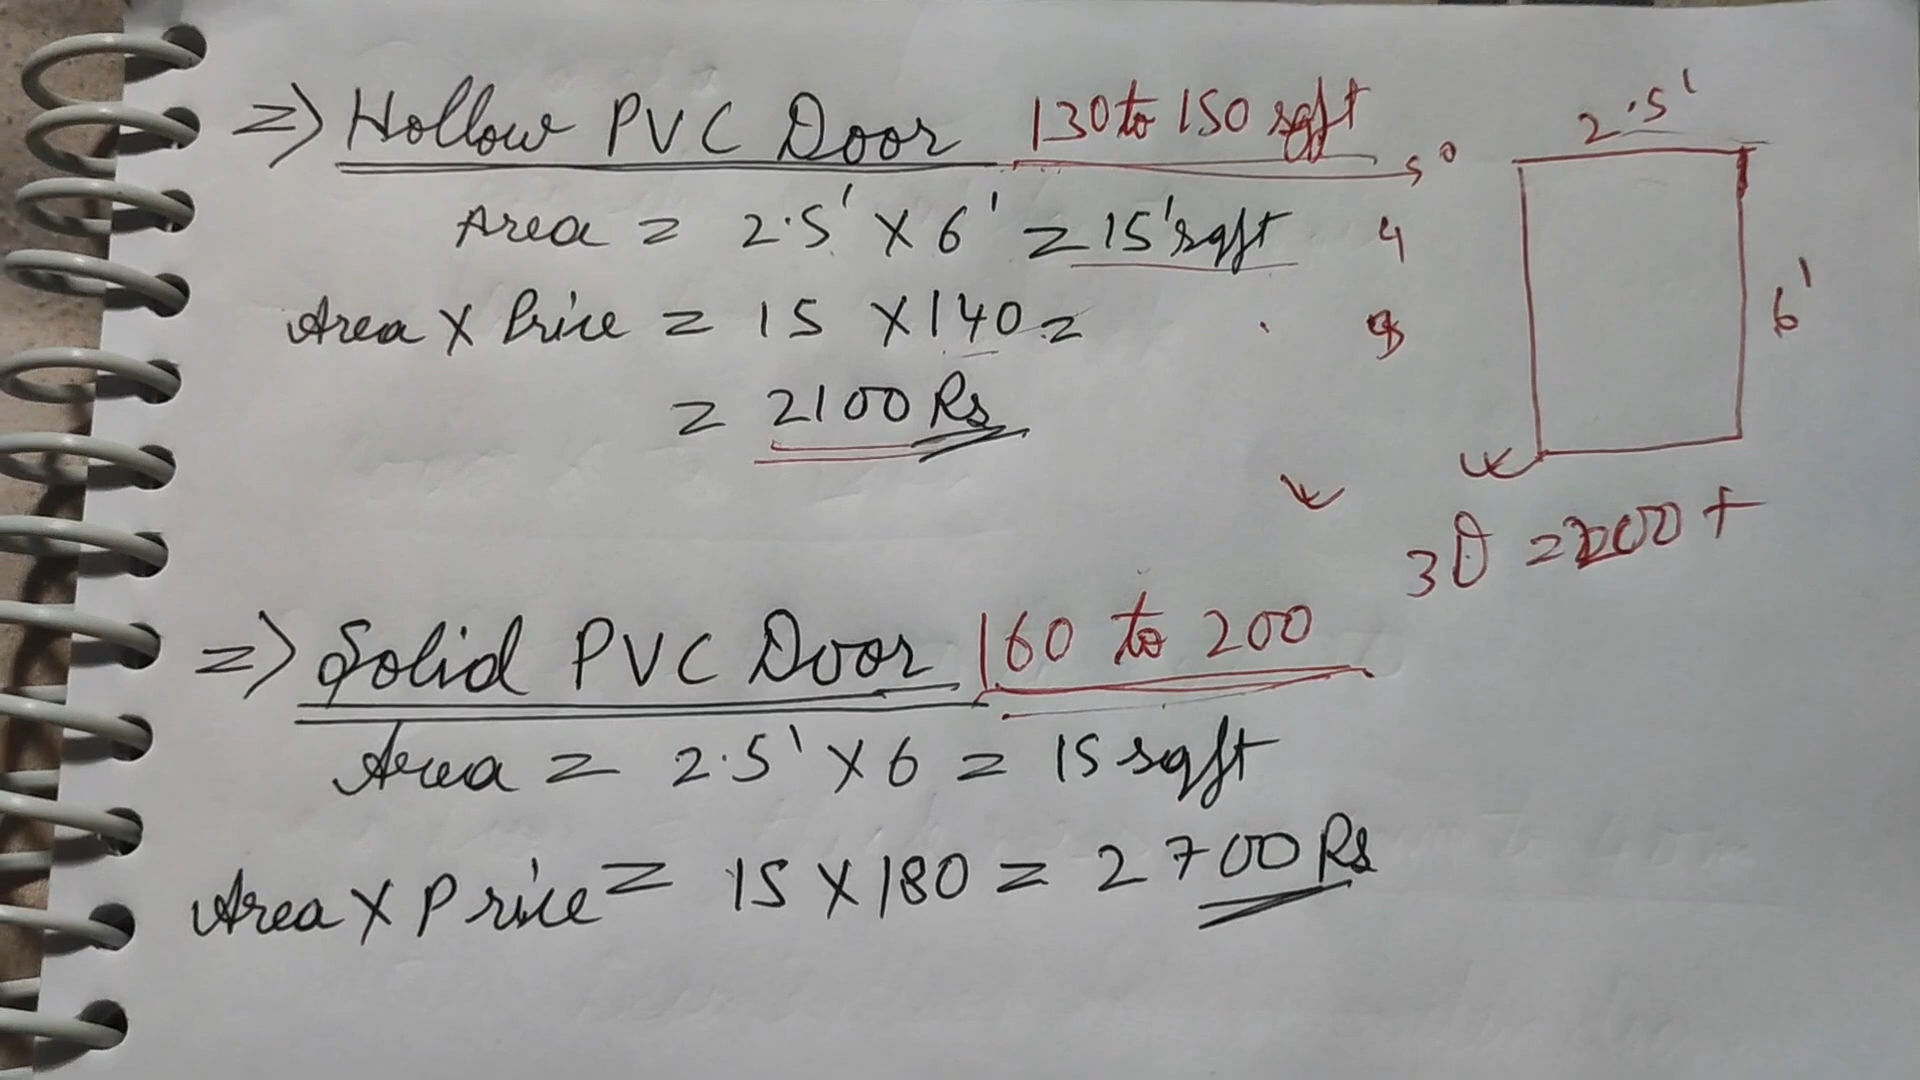 => Hollow PVC Door 130 to 150 sqft
2.5'
Area = 2.5' X 6' = 15' sqft
6'
Area X Price = 15 X 140 =
= 2100 Rs
=> Solid PVC Door 160 to 200
Area = 2.5' X 6 = 15 sqft
Area X Price = 15 X 180 = 2700 Rs